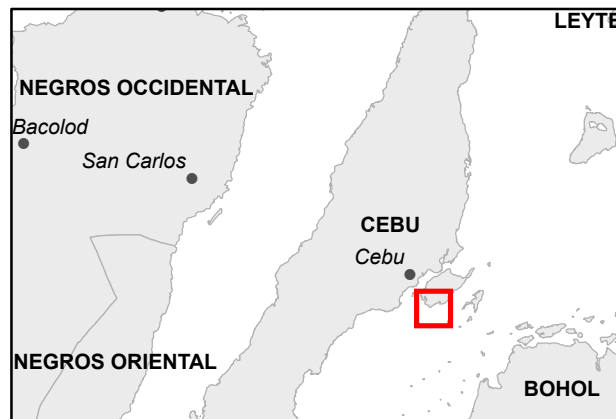 LEYTE
NEGROS OCCIDENTAL
Bacolod
San Carlos
CEBU
Cebu
NEGROS ORIENTAL
BOHOL